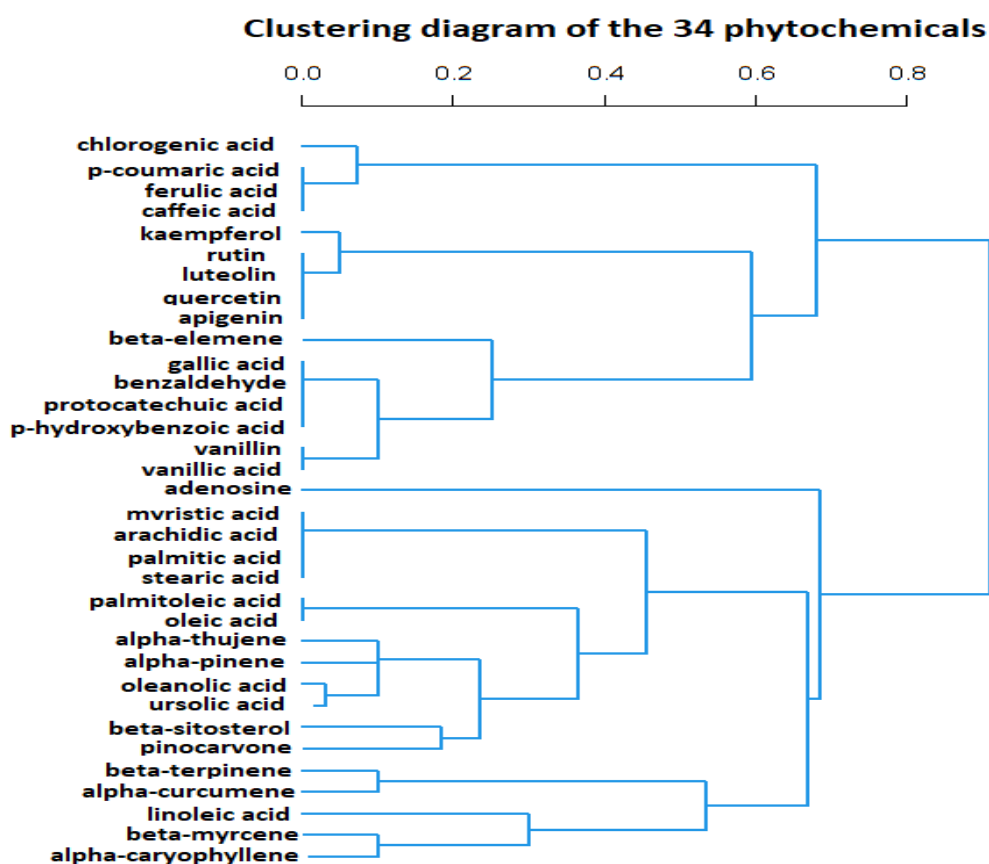 Clustering diagram of the 34 phytochemicals
0.0 0.2 0.4 0.6 0.8
chlorogenic acid
p-coumaric acid
ferulic acid
caffeic acid
kaempferol
rutin
luteolin
quercetin
apigenin
beta-elemene
gallic acid
benzaldehyde
protocatechuic acid
p-hydroxybenzoic acid
vanillin
vanillic acid
adenosine
mvristic acid
arachidic acid
palmitic acid
stearic acid
palmitoleic acid
oleic acid
alpha-thujene
alpha-pinene
oleanolic acid
ursolic acid
beta-sitosterol
pinocarvone
beta-terpinene
alpha-curcumene
linoleic acid
beta-myrcene
alpha-caryophyllene